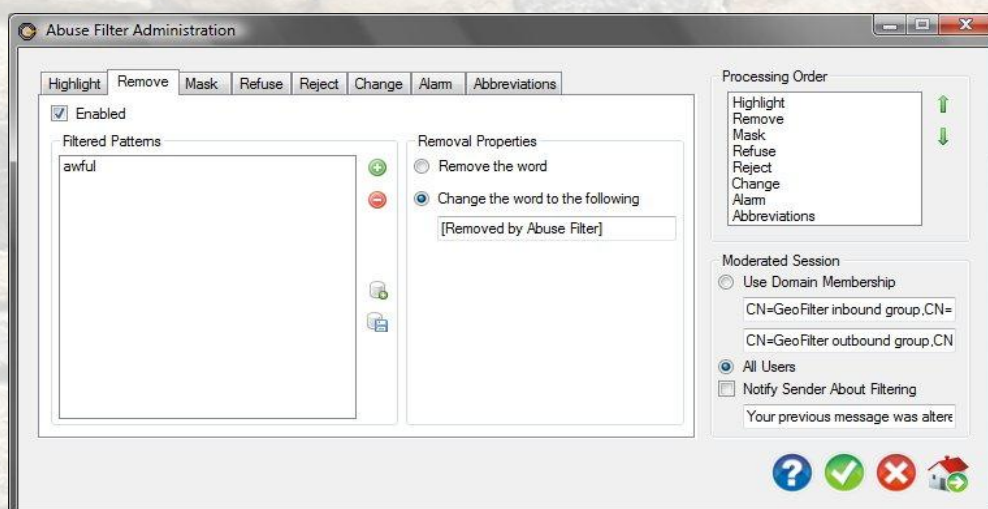 Abuse Filter Administration
Highlight Remove Mask Refuse Reject Change Alarm Abbreviations
Enabled
Filtered Patterns
awful
Removal Properties
Remove the word
Change the word to the following
[Removed by Abuse Filter]
Processing Order
Highlight
Remove
Mask
Refuse
Reject
Change
Alarm
Abbreviations
Moderated Session
Use Domain Membership
CN=GeoFilter inbound group,CN=
CN=GeoFilter outbound group,CN
All Users
Notify Sender About Filtering
Your previous message was altere